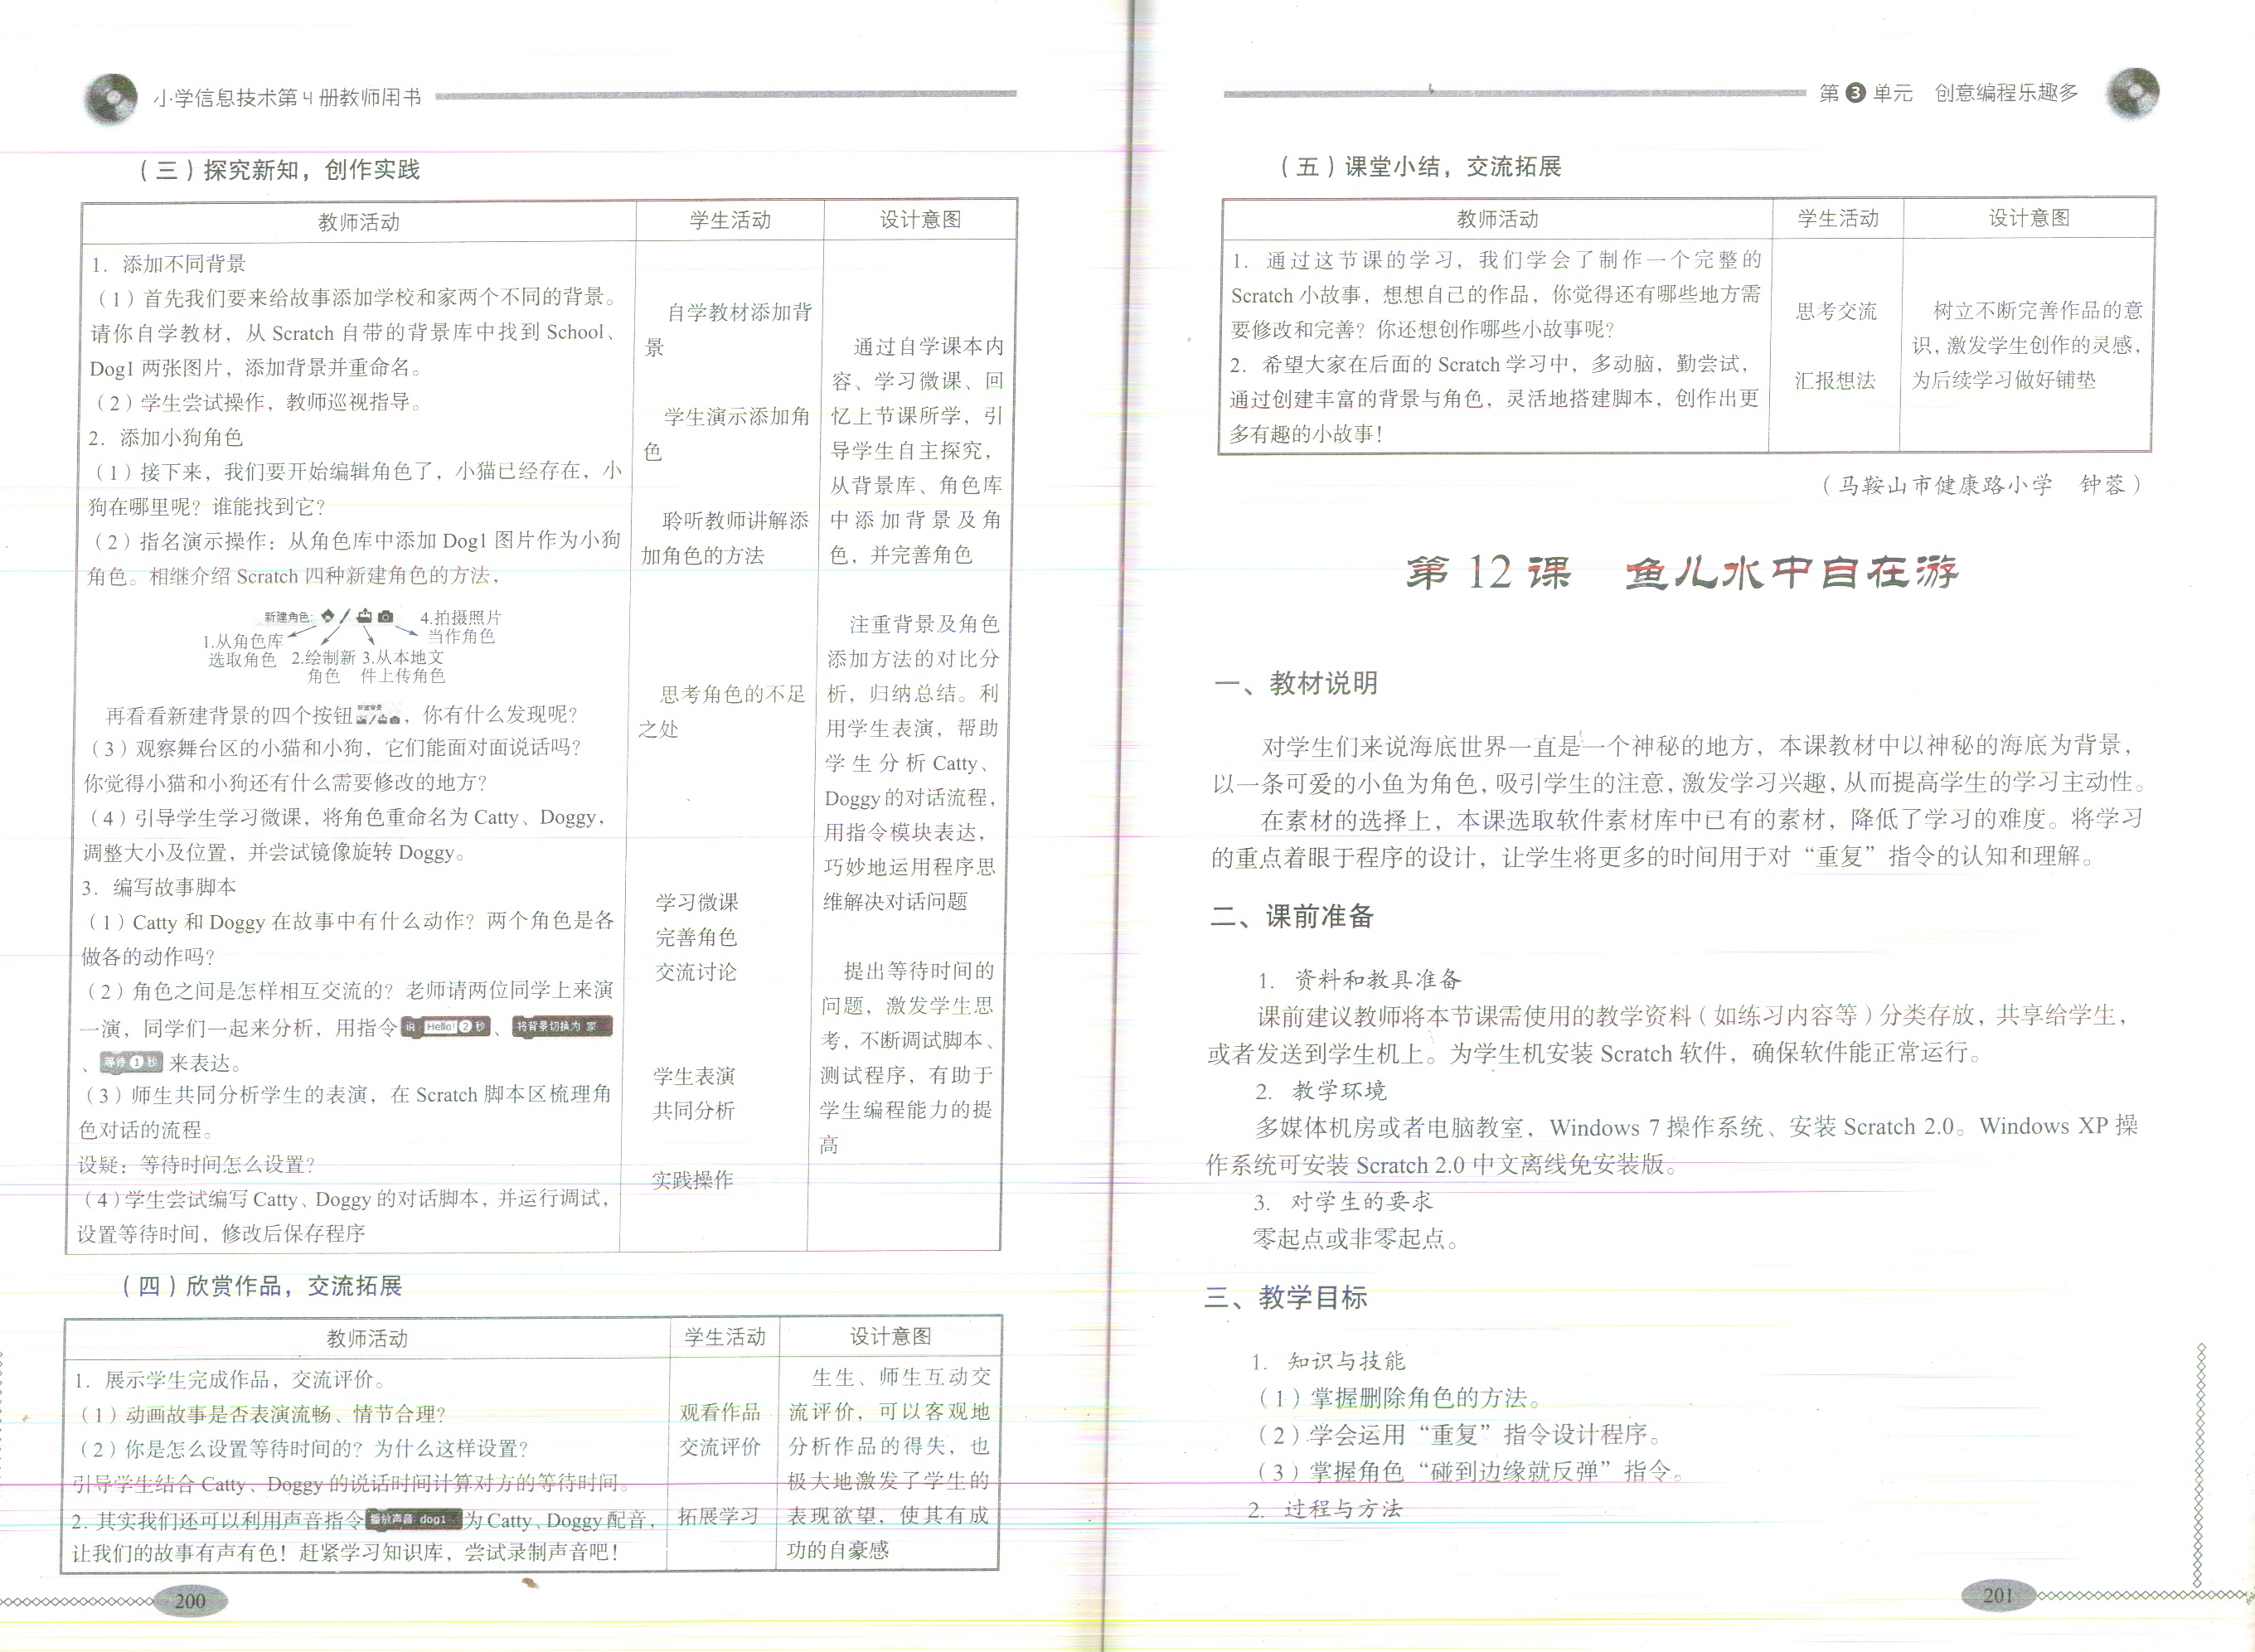 小学信息技术第4册教师用书
（三）探究新知，创作实践
教师活动
学生活动
设计意图
1. 添加不同背景
（1）首先我们要来给故事添加学校和家两个不同的背景。
请你自学教材，从 Scratch 自带的背景库中找到 School、
Dog1 两张图片，添加背景并重命名。
（2）学生尝试操作，教师巡视指导。
2. 添加小狗角色
（1）接下来，我们要开始编辑角色了，小猫已经存在，小
狗在哪里呢？谁能找到它？
（2）指名演示操作：从角色库中添加 Dog1 图片作为小狗
角色。相继介绍 Scratch 四种新建角色的方法，
新建角色:
1.从角色库
选取角色
2.绘制新
角色
3.从本地文
件上传角色
4.拍摄照片
当作角色
再看看新建背景的四个按钮新建背景，你有什么发现呢？
（3）观察舞台区的小猫和小狗，它们能面对面说话吗？
你觉得小猫和小狗还有什么需要修改的地方？
（4）引导学生学习微课，将角色重命名为 Catty、Doggy，
调整大小及位置，并尝试镜像旋转 Doggy。
3. 编写故事脚本
（1）Catty 和 Doggy 在故事中有什么动作？两个角色是各
做各的动作吗？
（2）角色之间是怎样相互交流的？老师请两位同学上来演
一演，同学们一起来分析，用指令 说 Hello! 2 秒、将背景切换为 家
、等待 1 秒 来表达。
（3）师生共同分析学生的表演，在 Scratch 脚本区梳理角
色对话的流程。
设疑：等待时间怎么设置？
（4）学生尝试编写 Catty、Doggy 的对话脚本，并运行调试，
设置等待时间，修改后保存程序
自学教材添加背
景
学生演示添加角
色
聆听教师讲解添
加角色的方法
思考角色的不足
之处
学习微课
完善角色
交流讨论
学生表演
共同分析
实践操作
通过自学课本内
容、学习微课、回
忆上节课所学，引
导学生自主探究，
从背景库、角色库
中添加背景及角
色，并完善角色
注重背景及角色
添加方法的对比分
析，归纳总结。利
用学生表演，帮助
学生分析 Catty、
Doggy 的对话流程，
用指令模块表达，
巧妙地运用程序思
维解决对话问题
提出等待时间的
问题，激发学生思
考，不断调试脚本、
测试程序，有助于
学生编程能力的提
高
（四）欣赏作品，交流拓展
教师活动
学生活动
设计意图
1. 展示学生完成作品，交流评价。
（1）动画故事是否表演流畅、情节合理？
（2）你是怎么设置等待时间的？为什么这样设置？
引导学生结合 Catty、Doggy 的说话时间计算对方的等待时间。
2. 其实我们还可以利用声音指令 播放声音 dog1 为 Catty、Doggy 配音，
让我们的故事有声有色！赶紧学习知识库，尝试录制声音吧！
观看作品
交流评价
拓展学习
生生、师生互动交
流评价，可以客观地
分析作品的得失，也
极大地激发了学生的
表现欲望，使其有成
功的自豪感
200
第3单元 创意编程乐趣多
（五）课堂小结，交流拓展
教师活动
学生活动
设计意图
1. 通过这节课的学习，我们学会了制作一个完整的
Scratch 小故事，想想自己的作品，你觉得还有哪些地方需
要修改和完善？你还想创作哪些小故事呢？
2. 希望大家在后面的 Scratch 学习中，多动脑，勤尝试，
通过创建丰富的背景与角色，灵活地搭建脚本，创作出更
多有趣的小故事！
思考交流
汇报想法
树立不断完善作品的意
识，激发学生创作的灵感，
为后续学习做好铺垫
（马鞍山市健康路小学 钟蓉）
第 12 课 鱼儿水中自在游
一、教材说明
对学生们来说海底世界一直是一个神秘的地方，本课教材中以神秘的海底为背景，
以一条可爱的小鱼为角色，吸引学生的注意，激发学习兴趣，从而提高学生的学习主动性。
在素材的选择上，本课选取软件素材库中已有的素材，降低了学习的难度。将学习
的重点着眼于程序的设计，让学生将更多的时间用于对“重复”指令的认知和理解。
二、课前准备
1. 资料和教具准备
课前建议教师将本节课需使用的教学资料（如练习内容等）分类存放，共享给学生，
或者发送到学生机上。为学生机安装 Scratch 软件，确保软件能正常运行。
2. 教学环境
多媒体机房或者电脑教室，Windows 7 操作系统、安装 Scratch 2.0。Windows XP 操
作系统可安装 Scratch 2.0 中文离线免安装版。
3. 对学生的要求
零起点或非零起点。
三、教学目标
1. 知识与技能
（1）掌握删除角色的方法。
（2）学会运用“重复”指令设计程序。
（3）掌握角色“碰到边缘就反弹”指令。
2. 过程与方法
201